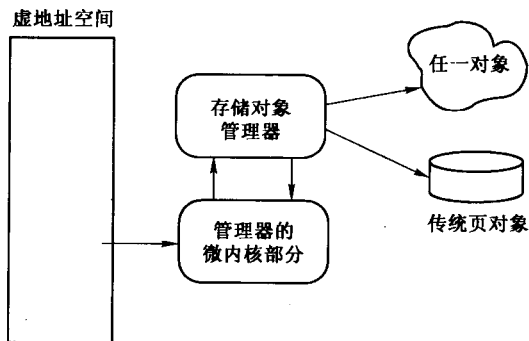 虚地址空间
任一对象
存储对象
管理器
传统页对象
管理器的
微内核部分